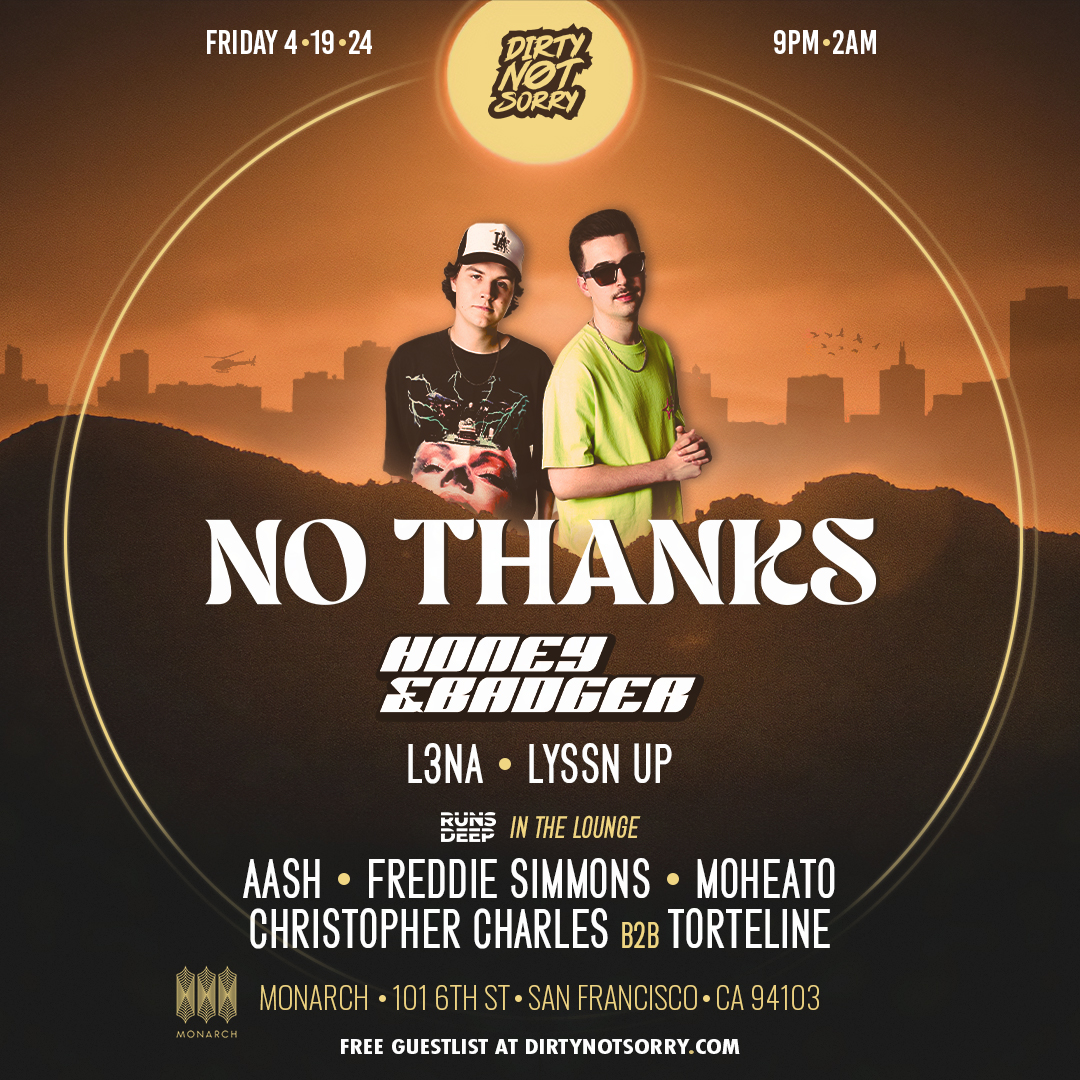 FRIDAY 4•19•24
DIRTY
NØT
SORRY
9PM•2AM
LA
NO THANKS
HONEY
&BADGER
L3NA • LYSSN UP
RUNS
DEEP
IN THE LOUNGE
AASH • FREDDIE SIMMONS • MOHEATO
CHRISTOPHER CHARLES B2B TORTELINE
MONARCH
MONARCH • 101 6TH ST • SAN FRANCISCO • CA 94103
FREE GUESTLIST AT DIRTYNOTSORRY.COM